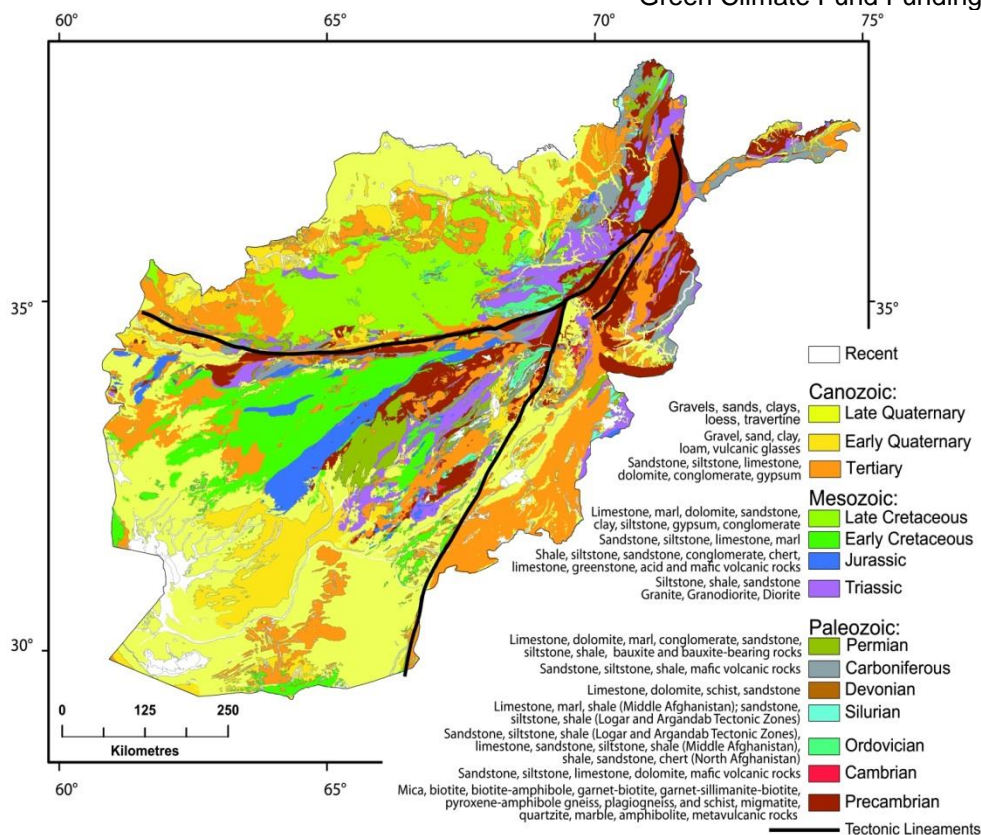 Green Climate Fund Funding
60° 70° 75°
35° 35°
30°
60° 65° 70° 75°
0 125 250
Kilometres
Recent
Canozoic:
Gravels, sands, clays,
loess, travertine
Late Quaternary
Gravel, sand, clay,
loam, vulcanic glasses
Early Quaternary
Sandstone, siltstone, limestone,
dolomite, conglomerate, gypsum
Tertiary
Mesozoic:
Limestone, marl, dolomite, sandstone,
clay, siltstone, gypsum, conglomerate
Late Cretaceous
Sandstone, siltstone, limestone, marl
Early Cretaceous
Shale, siltstone, sandstone, conglomerate, chert,
limestone, greenstone, acid and mafic volcanic rocks
Jurassic
Siltstone, shale, sandstone
Granite, Granodiorite, Diorite
Triassic
Paleozoic:
Limestone, dolomite, marl, conglomerate, sandstone,
siltstone, shale, bauxite and bauxite-bearing rocks
Permian
Sandstone, siltstone, shale, mafic volcanic rocks
Carboniferous
Limestone, dolomite, schist, sandstone
Devonian
Limestone, marl, shale (Middle Afghanistan); sandstone,
siltstone, shale (Logar and Argandab Tectonic Zones)
Silurian
Sandstone, siltstone, shale (Logar and Argandab Tectonic Zones),
limestone, sandstone, siltstone, shale (Middle Afghanistan),
shale, sandstone, chert (North Afghanistan)
Ordovician
Sandstone, siltstone, limestone, dolomite, mafic volcanic rocks
Cambrian
Mica, biotite, biotite-amphibole, garnet-biotite, garnet-sillimanite-biotite,
pyroxene-amphibole gneiss, plagiogneiss, and schist, migmatite,
quartzite, marble, amphibolite, metavulcanic rocks
Precambrian
Tectonic Lineaments